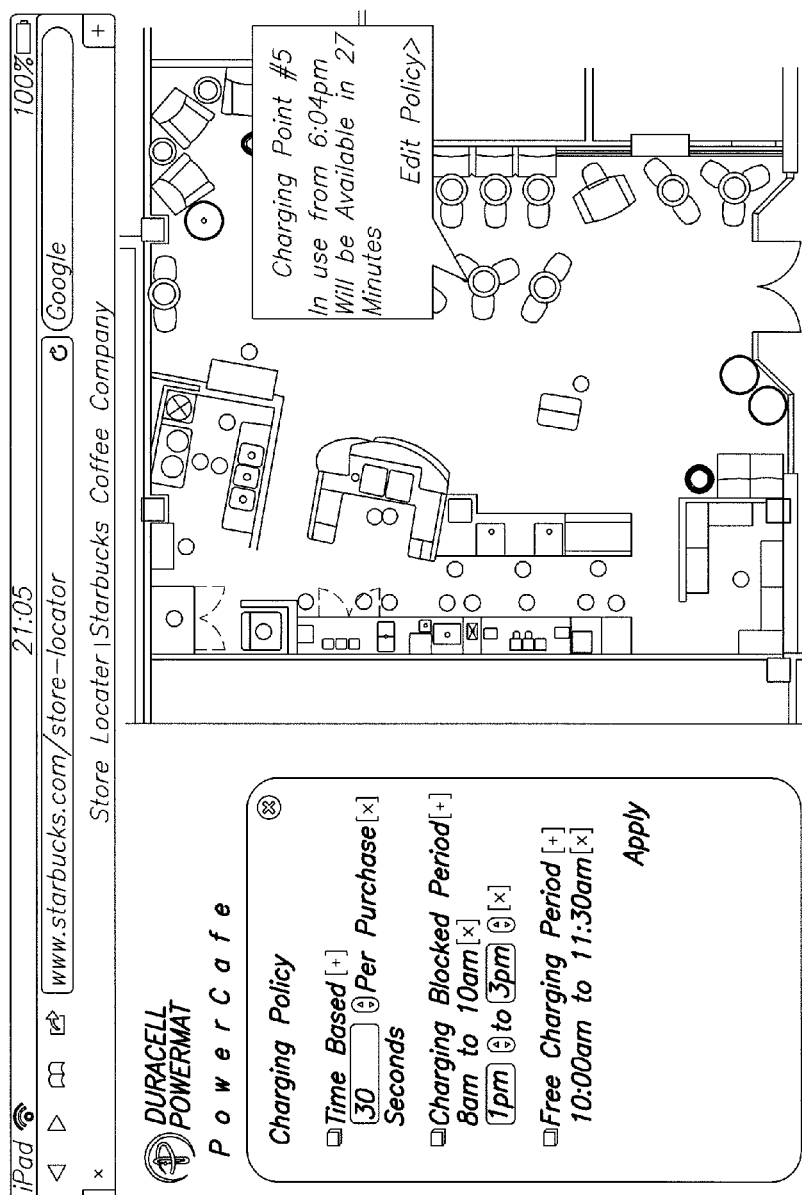 iPad 21:05 100%
www.starbucks.com/store-locator Google
× Store Locater|Starbucks Coffee Company +
DURACELL
POWERMAT
PowerCafe
Charging Policy
Time Based [+]
30 Per Purchase[×]
Seconds
Charging Blocked Period[+]
8am to 10am[×]
1pm to 3pm [×]
Free Charging Period [+]
10:00am to 11:30am[×]
Apply
Charging Point #5
In use from 6:04pm
Will be Available in 27
Minutes
Edit Policy>